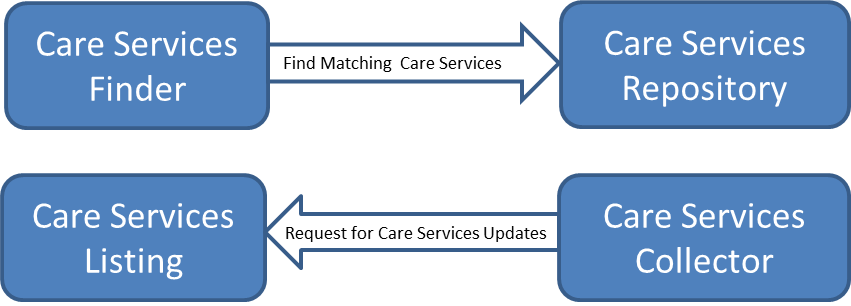 Care Services
Finder
Find Matching  Care Services
Care Services
Repository
Care Services
Listing
Request for Care Services Updates
Care Services
Collector